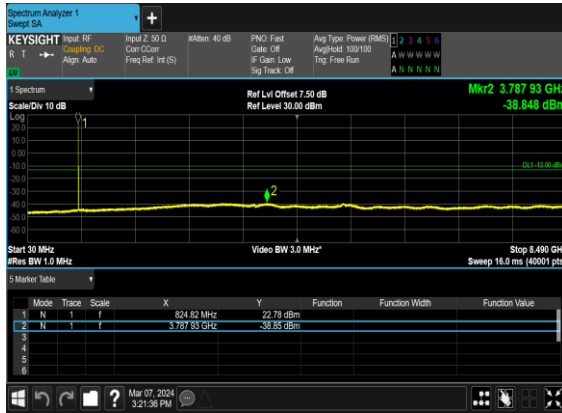 Spectrum Analyzer 1
Swept SA
+
KEYSIGHT Input: RF Input Z: 50 Ω #Atten: 40 dB PNO: Fast Avg Type: Power (RMS) 1 2 3 4 5 6
R T Coupling: DC Corr CCorr Gate: Off Avg|Hold: 100/100 A W W W W W
Align: Auto Freq Ref: Int (S) IF Gain: Low Trig: Free Run
Sig Track: Off A N N N N N
1 Spectrum
Ref Lvl Offset 7.50 dB Mkr2 3.787 93 GHz
Scale/Div 10 dB Ref Level 30.00 dBm -38.848 dBm
Log
1
20.0
10.0
0.00
-10.0
DL1 -13.00 dBm
-20.0
-30.0
2
-40.0
-50.0
-60.0
Start 30 MHz Video BW 3.0 MHz* Stop 8.490 GH
#Res BW 1.0 MHz Sweep 16.0 ms (40001 pts
5 Marker Table
Mode Trace Scale X Y Function Function Width Function Value
1 N 1 f 824.82 MHz 22.78 dBm
2 N 1 f 3.787 93 GHz -38.85 dBm
3
4
5
6
? Mar 07, 2024
3:21:36 PM